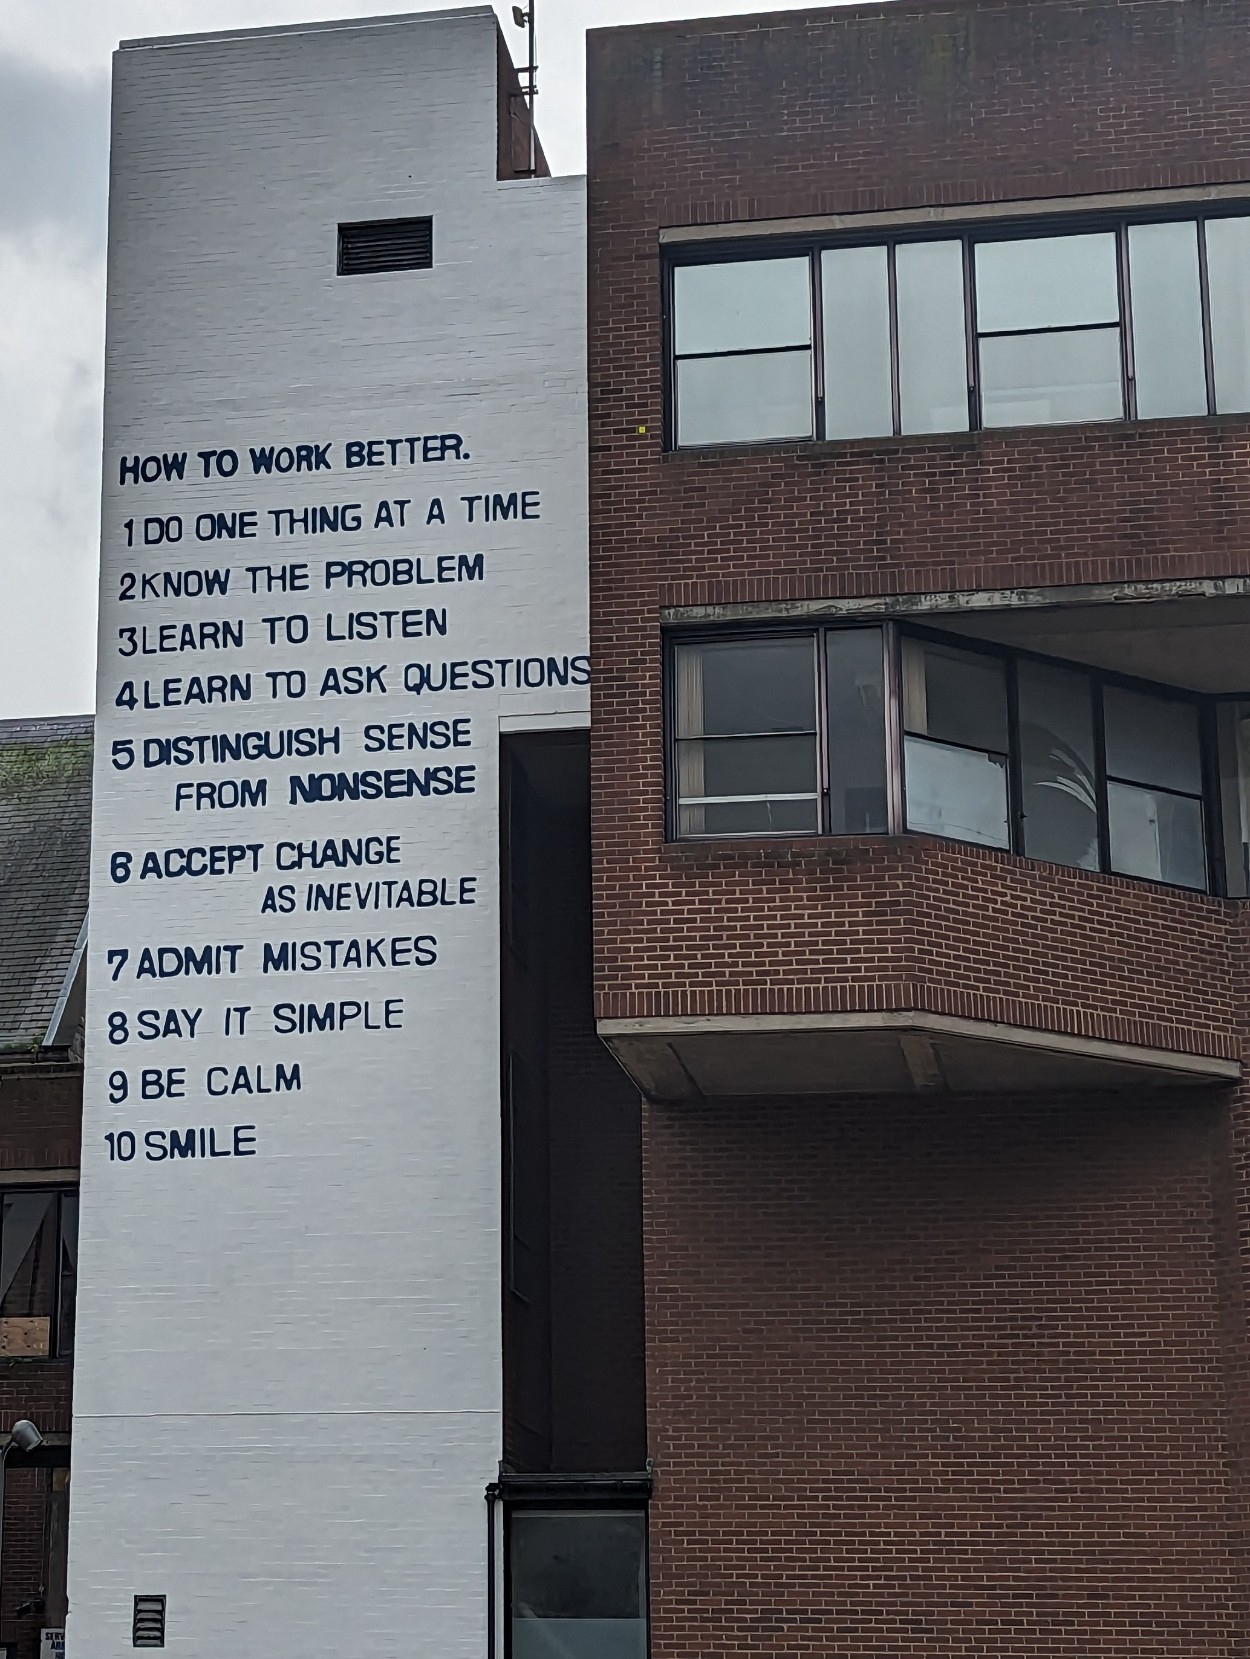 HOW TO WORK BETTER.
1 DO ONE THING AT A TIME
2 KNOW THE PROBLEM
3 LEARN TO LISTEN
4 LEARN TO ASK QUESTIONS
5 DISTINGUISH SENSE
FROM NONSENSE
6 ACCEPT CHANGE
AS INEVITABLE
7 ADMIT MISTAKES
8 SAY IT SIMPLE
9 BE CALM
10 SMILE